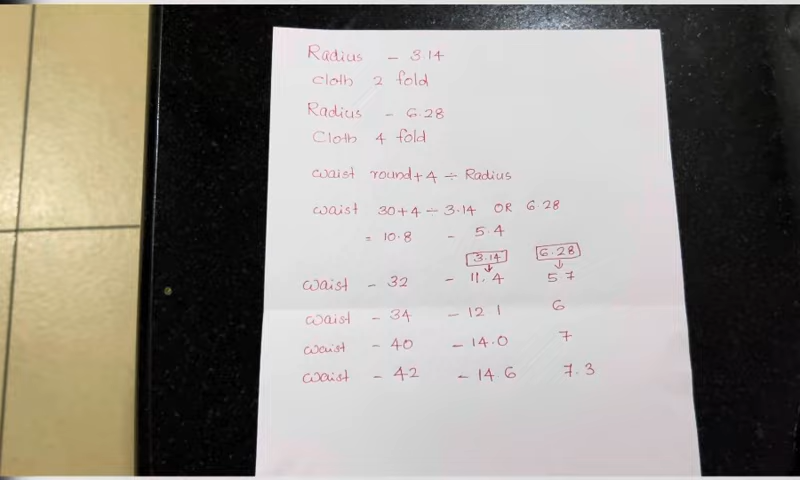 Radius - 3.14
Cloth 2 fold
Radius - 6.28
Cloth 4 fold
Waist round + 4 ÷ Radius
Waist 30+4 ÷ 3.14 OR 6.28
= 10.8 - 5.4
3.14 6.28
Waist - 32 - 11.4 5.7
Waist - 34 - 12.1 6
Waist - 40 - 14.0 7
Waist - 42 - 14.6 7.3